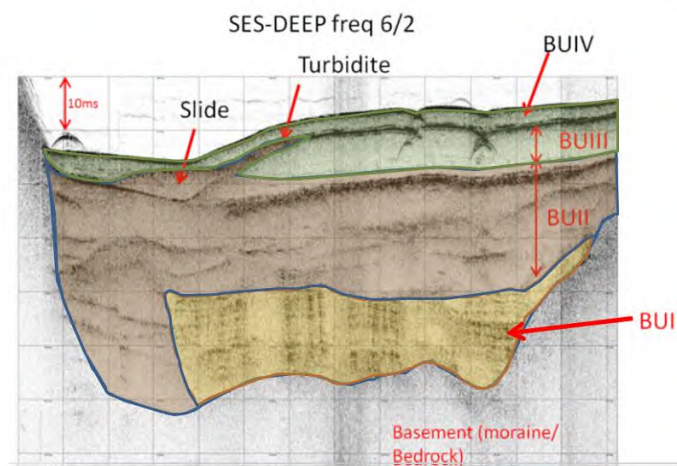 SES-DEEP freq 6/2
BUIV
Turbidite
10ms
Slide
BUIII
BUII
BUI
Basement (moraine/
Bedrock)